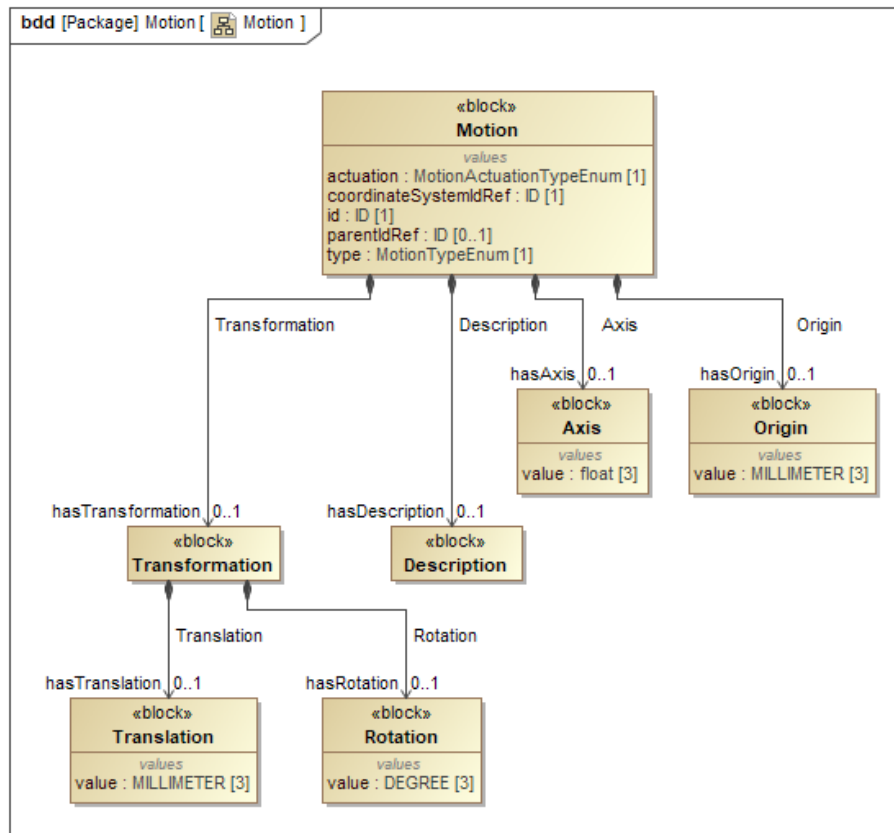 bdd [Package] Motion [ Motion ]
«block»
Motion
values
actuation : MotionActuationTypeEnum [1]
coordinateSystemIdRef : ID [1]
id : ID [1]
parentIdRef : ID [0..1]
type : MotionTypeEnum [1]
Transformation
Description
Axis
Origin
hasAxis 0..1
hasOrigin 0..1
«block»
Axis
values
value : float [3]
«block»
Origin
values
value : MILLIMETER [3]
hasTransformation 0..1
hasDescription 0..1
«block»
Transformation
«block»
Description
Translation
Rotation
hasTranslation 0..1
hasRotation 0..1
«block»
Translation
values
value : MILLIMETER [3]
«block»
Rotation
values
value : DEGREE [3]